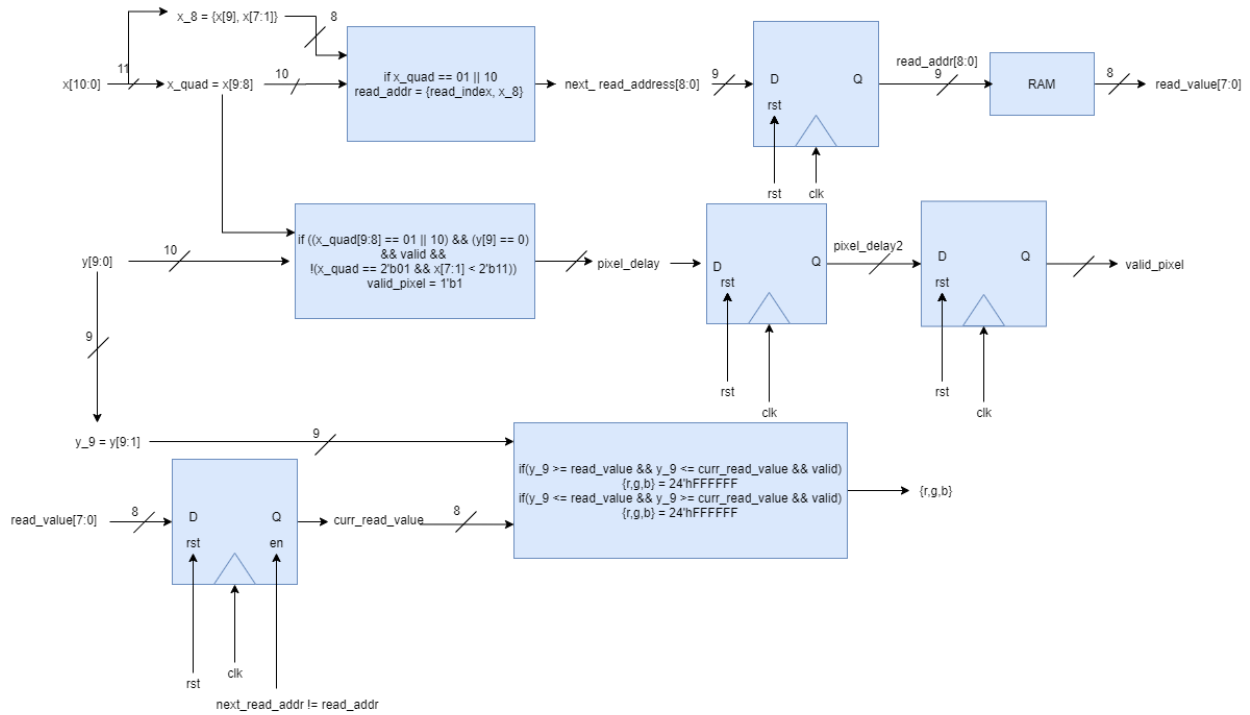 x_8 = {x[9], x[7:1]}
8
x[10:0]
11
x_quad = x[9:8]
10
if x_quad == 01 || 10
read_addr = {read_index, x_8}
next_ read_address[8:0]
9
D
Q
rst
rst
clk
read_addr[8:0]
9
RAM
8
read_value[7:0]
y[9:0]
10
if ((x_quad[9:8] == 01 || 10) && (y[9] == 0)
&& valid &&
!(x_quad == 2'b01 && x[7:1] < 2'b11))
valid_pixel = 1'b1
pixel_delay
D
Q
rst
rst
clk
pixel_delay2
D
Q
rst
rst
clk
valid_pixel
9
y_9 = y[9:1]
9
if(y_9 >= read_value && y_9 <= curr_read_value && valid)
{r,g,b} = 24'hFFFFFF
if(y_9 <= read_value && y_9 >= curr_read_value && valid)
{r,g,b} = 24'hFFFFFF
{r,g,b}
read_value[7:0]
8
D
Q
rst
en
curr_read_value
8
rst
clk
next_read_addr != read_addr